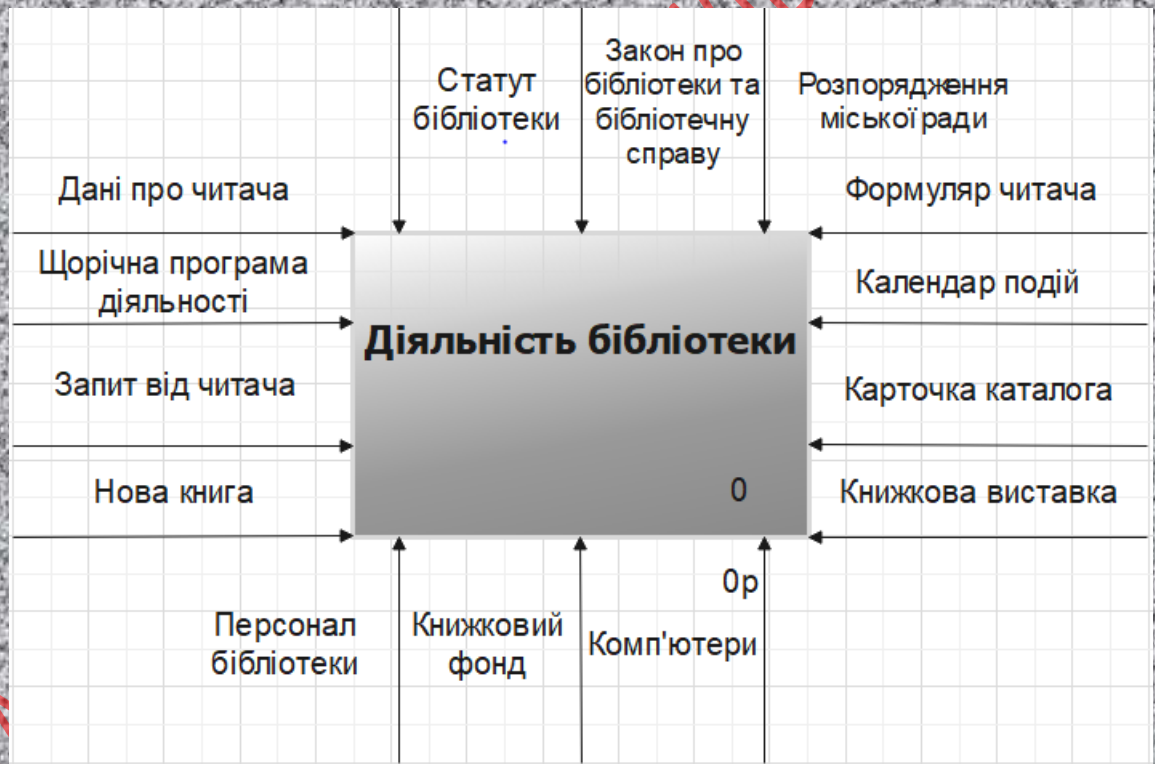 Статут
бібліотеки
Закон про
бібліотеки та
бібліотечну
справу
Розпорядження
міської ради
Дані про читача
Щорічна програма
діяльності
Запит від читача
Нова книга
Діяльність бібліотеки
0
Формуляр читача
Календар подій
Карточка каталога
Книжкова виставка
0р
Персонал
бібліотеки
Книжковий
фонд
Комп'ютери